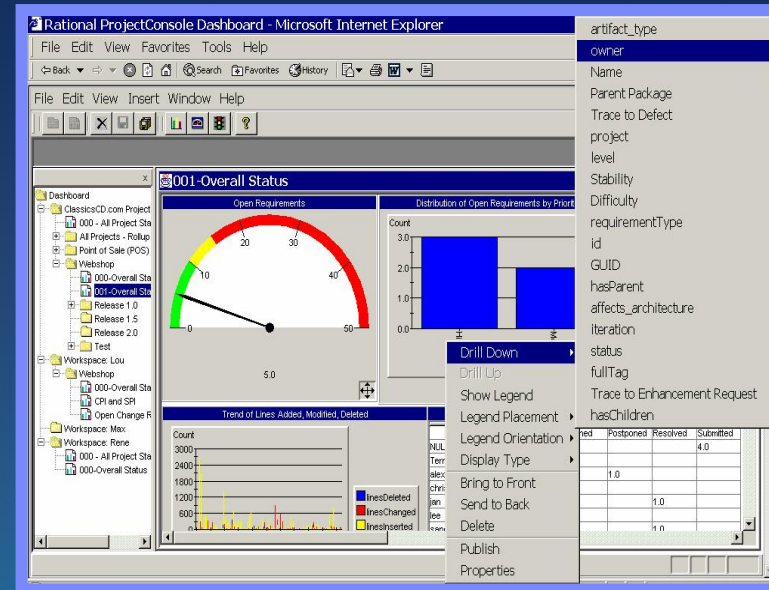 Rational ProjectConsole Dashboard - Microsoft Internet Explorer
File Edit View Favorites Tools Help
Back Search Favorites History
File Edit View Insert Window Help
x
Dashboard
ClassicsCD.com Project
000 - All Project Sta
All Projects - Rollup
Point of Sale (POS)
Webshop
000-Overall Sta
001-Overall Sta
Release 1.0
Release 1.5
Release 2.0
Test
Workspace: Lou
Webshop
000-Overall Sta
CPI and SPI
Open Change R
Workspace: Max
Workspace: Rene
000 - All Project Sta
000-Overall Status
001-Overall Status
Open Requirements
0 10 20 30 40 50
5.0
Distribution of Open Requirements by Priorit
Count
3.0
2.0
1.0
0.0
H
M
Trend of Lines Added, Modified, Deleted
Count
3000
2400
1800
1200
600
0
linesDeleted
linesChanged
linesInserted
ned Postponed Resolved Submitted
NUL 4.0
Terr
alex 1.0
chris
jan 1.0
lee
sand 1.0
Drill Down
Drill Up
Show Legend
Legend Placement
Legend Orientation
Display Type
Bring to Front
Send to Back
Delete
Publish
Properties
artifact_type
owner
Name
Parent Package
Trace to Defect
project
level
Stability
Difficulty
requirementType
id
GUID
hasParent
affects_architecture
iteration
status
fullTag
Trace to Enhancement Request
hasChildren